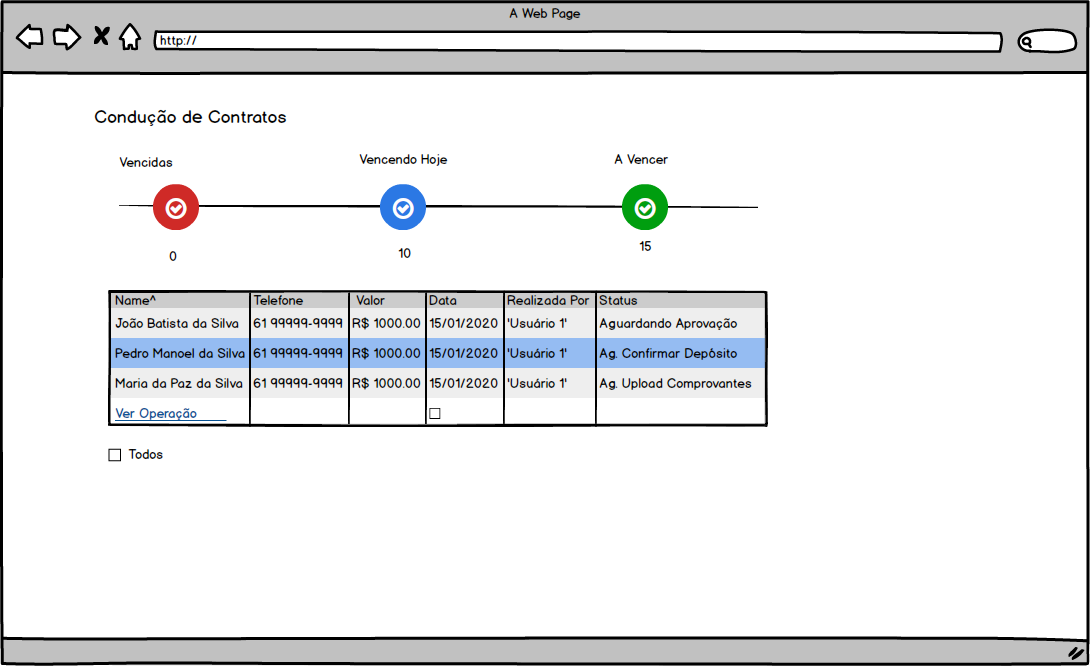 A Web Page
http://
Condução de Contratos
Vencidas Vencendo Hoje A Vencer
0 10 15
Name^ Telefone Valor Data Realizada Por Status
João Batista da Silva 61 99999-9999 R$ 1000.00 15/01/2020 'Usuário 1' Aguardando Aprovação
Pedro Manoel da Silva 61 99999-9999 R$ 1000.00 15/01/2020 'Usuário 1' Ag. Confirmar Depósito
Maria da Paz da Silva 61 99999-9999 R$ 1000.00 15/01/2020 'Usuário 1' Ag. Upload Comprovantes
Ver Operação
Todos